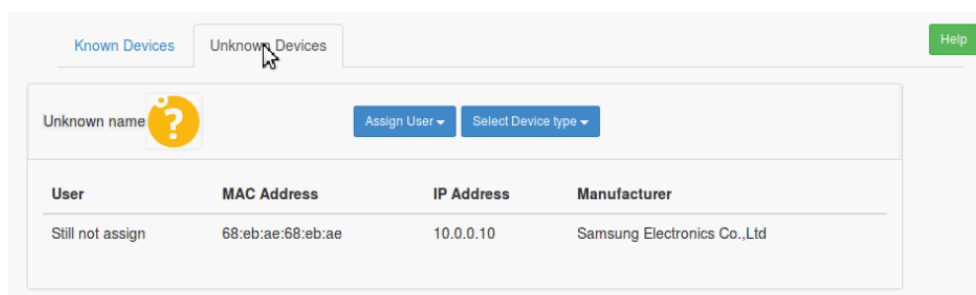 Known Devices Unknown Devices Help
Unknown name ? Assign User Select Device type
User MAC Address IP Address Manufacturer
Still not assign 68:eb:ae:68:eb:ae 10.0.0.10 Samsung Electronics Co.,Ltd